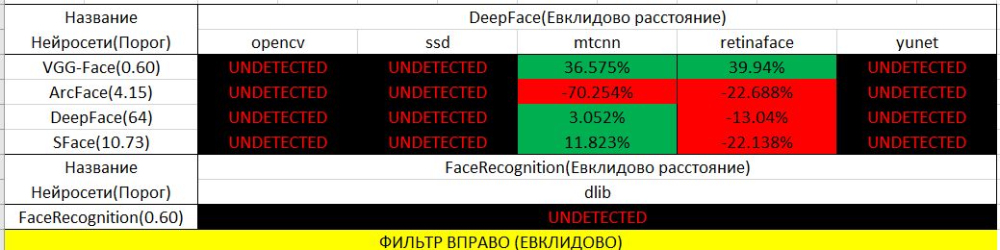 Название DeepFace(Евклидово расстояние)
Нейросети(Порог) opencv ssd mtcnn retinaface yunet
VGG-Face(0.60) UNDETECTED UNDETECTED 36.575% 39.94% UNDETECTED
ArcFace(4.15) UNDETECTED UNDETECTED -70.254% -22.688% UNDETECTED
DeepFace(64) UNDETECTED UNDETECTED 3.052% -13.04% UNDETECTED
SFace(10.73) UNDETECTED UNDETECTED 11.823% -22.138% UNDETECTED
Название FaceRecognition(Евклидово расстояние)
Нейросети(Порог) dlib
FaceRecognition(0.60) UNDETECTED
ФИЛЬТР ВПРАВО (ЕВКЛИДОВО)